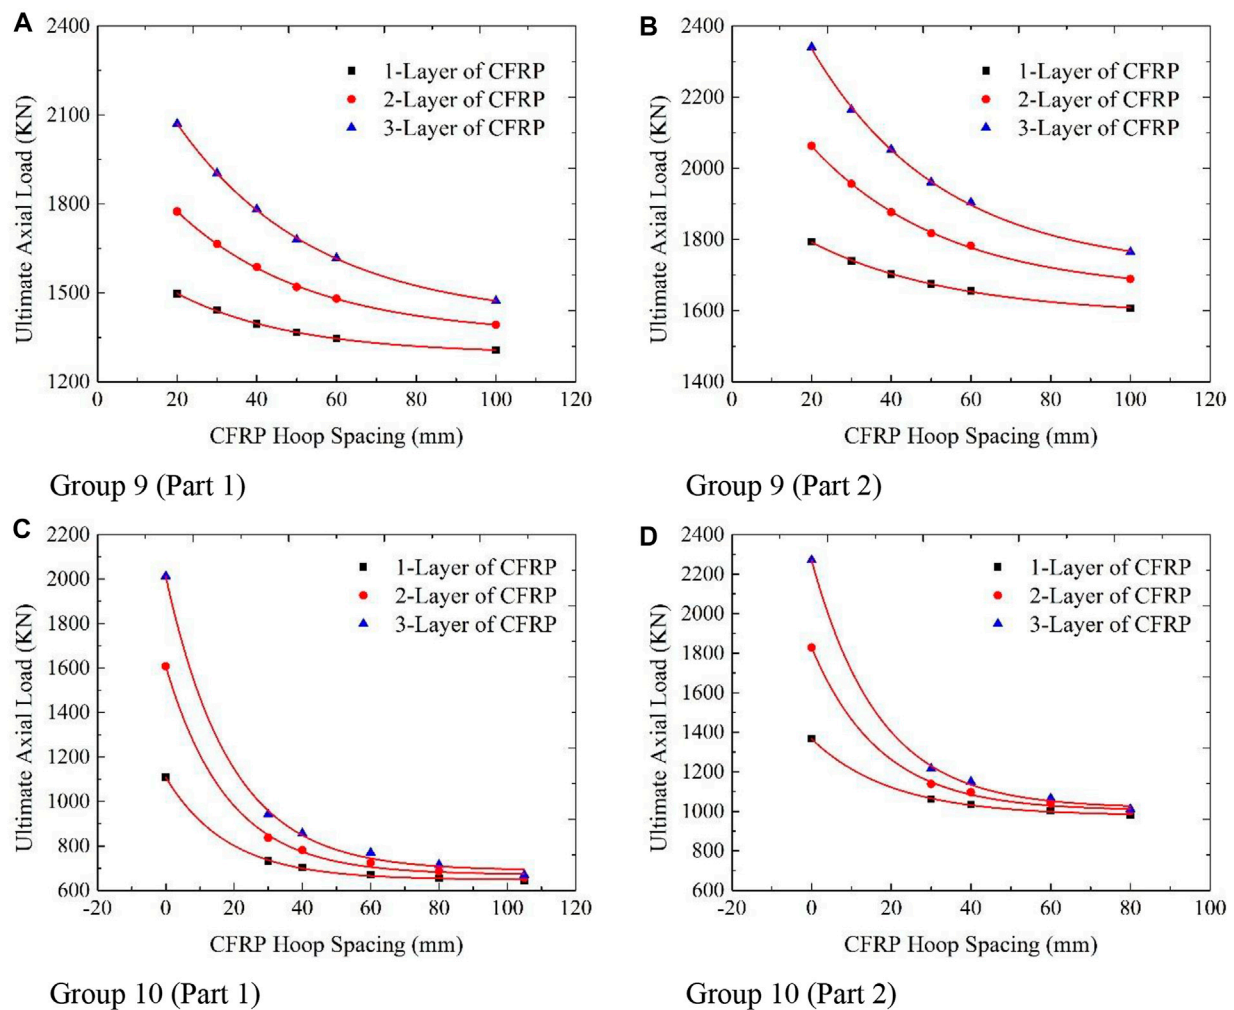 A
2400
2100
1800
1500
1200
Ultimate Axial Load (KN)
1-Layer of CFRP
2-Layer of CFRP
3-Layer of CFRP
0 20 40 60 80 100 120
CFRP Hoop Spacing (mm)
Group 9 (Part 1)
B
2400
2200
2000
1800
1600
1400
Ultimate Axial Load (KN)
1-Layer of CFRP
2-Layer of CFRP
3-Layer of CFRP
0 20 40 60 80 100 120
CFRP Hoop Spacing (mm)
Group 9 (Part 2)
C
2200
2000
1800
1600
1400
1200
1000
800
600
Ultimate Axial Load (KN)
1-Layer of CFRP
2-Layer of CFRP
3-Layer of CFRP
-20 0 20 40 60 80 100 120
CFRP Hoop Spacing (mm)
Group 10 (Part 1)
D
2400
2200
2000
1800
1600
1400
1200
1000
800
600
Ultimate Axial Load (KN)
1-Layer of CFRP
2-Layer of CFRP
3-Layer of CFRP
-20 0 20 40 60 80 100
CFRP Hoop Spacing (mm)
Group 10 (Part 2)